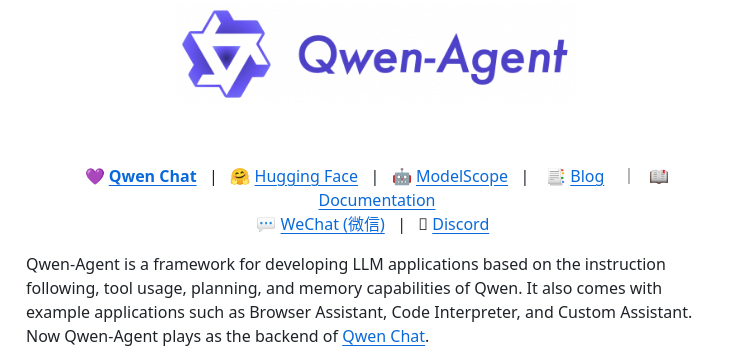 Qwen-Agent
💜 Qwen Chat | 🤗 Hugging Face | 🤖 ModelScope | 📑 Blog | 📖
Documentation
💬 WeChat (微信) | 🫨 Discord
Qwen-Agent is a framework for developing LLM applications based on the instruction
following, tool usage, planning, and memory capabilities of Qwen. It also comes with
example applications such as Browser Assistant, Code Interpreter, and Custom Assistant.
Now Qwen-Agent plays as the backend of Qwen Chat.